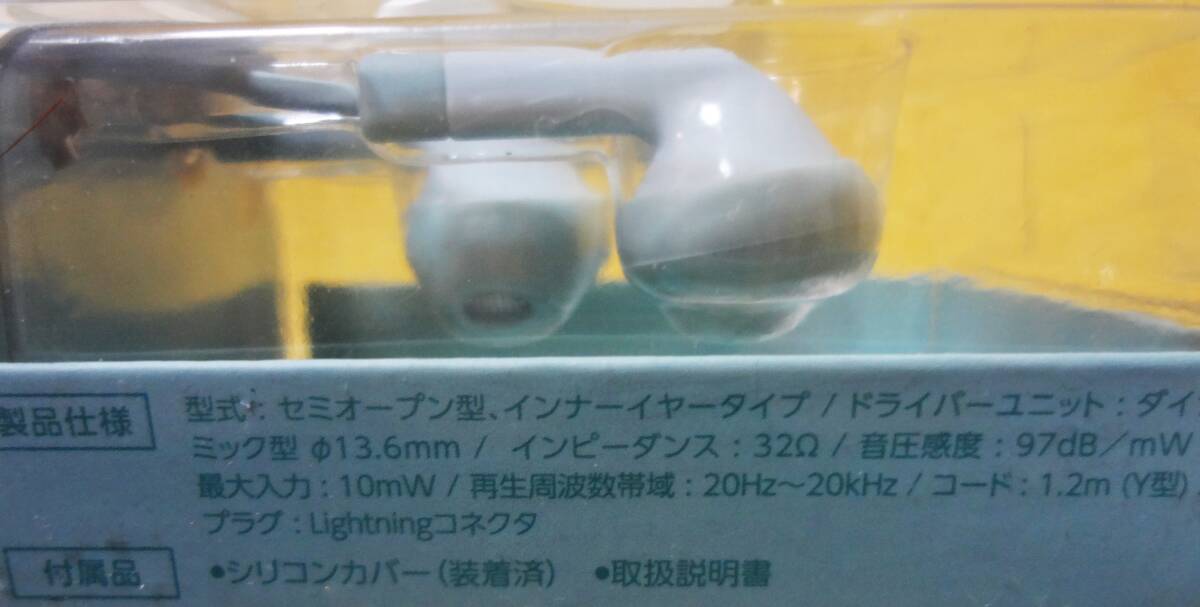 製品仕様
型式：セミオープン型、インナーイヤータイプ / ドライバーユニット：ダイ
ミック型 φ13.6mm / インピーダンス：32Ω / 音圧感度：97dB／mW
最大入力：10mW / 再生周波数帯域：20Hz～20kHz / コード：1.2m (Y型)
プラグ：Lightningコネクタ
付属品
●シリコンカバー（装着済） ●取扱説明書